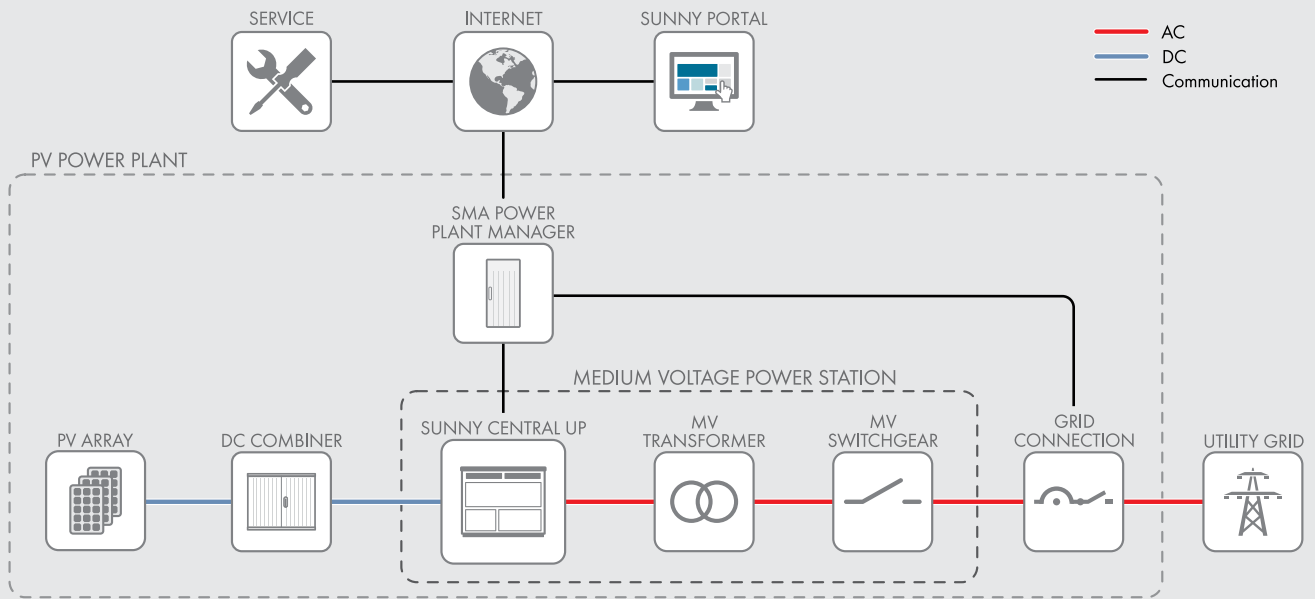 SERVICE
INTERNET
SUNNY PORTAL
AC
DC
Communication
PV POWER PLANT
SMA POWER
PLANT MANAGER
MEDIUM VOLTAGE POWER STATION
PV ARRAY
DC COMBINER
SUNNY CENTRAL UP
MV
TRANSFORMER
MV
SWITCHGEAR
GRID
CONNECTION
UTILITY GRID